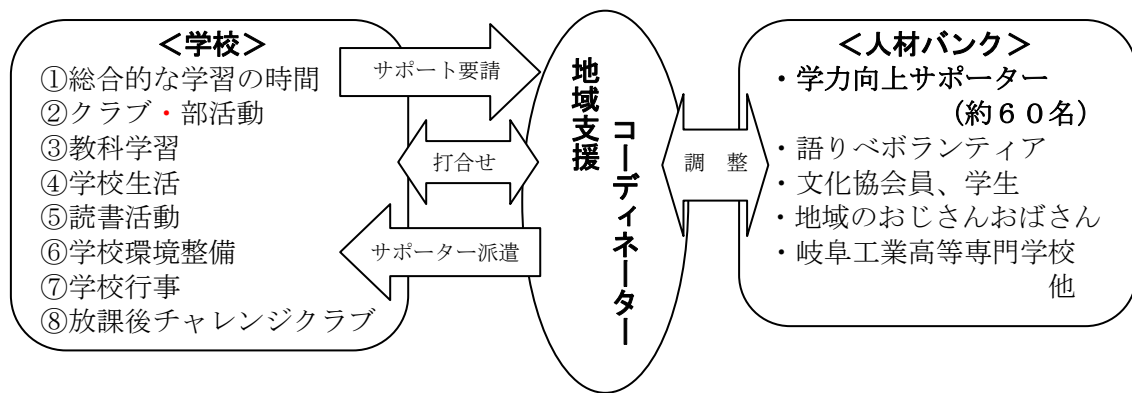 ＜学校＞
①総合的な学習の時間
②クラブ・部活動
③教科学習
④学校生活
⑤読書活動
⑥学校環境整備
⑦学校行事
⑧放課後チャレンジクラブ
サポート要請
打合せ
サポーター派遣
地域支援
コーディネーター
調　整
＜人材バンク＞
・学力向上サポーター
（約６０名）
・語りべボランティア
・文化協会員、学生
・地域のおじさんおばさん
・岐阜工業高等専門学校
他